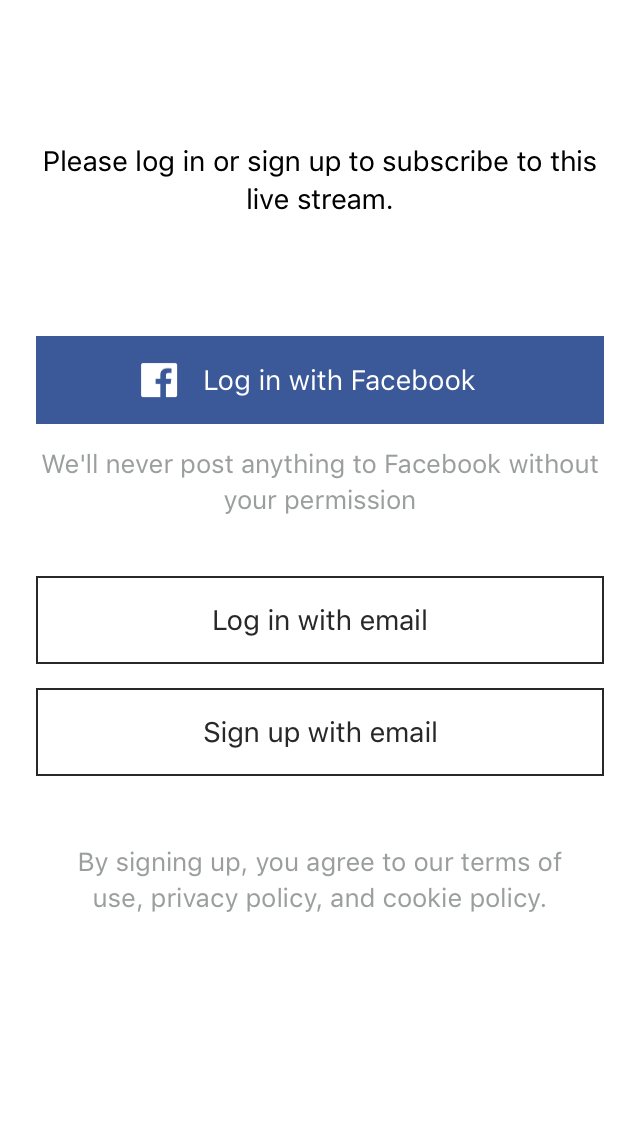 Please log in or sign up to subscribe to this
live stream.
Log in with Facebook
We'll never post anything to Facebook without
your permission
Log in with email
Sign up with email
By signing up, you agree to our terms of
use, privacy policy, and cookie policy.